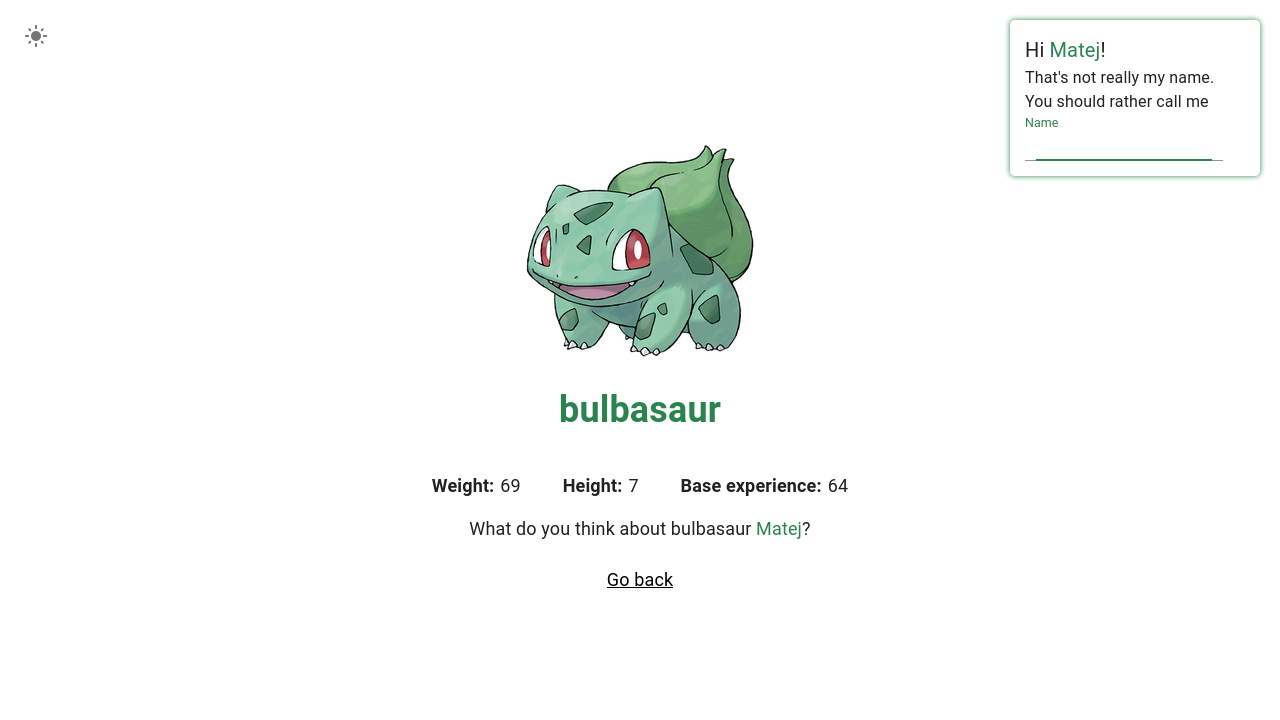 Hi Matej!
That's not really my name.
You should rather call me
Name
bulbasaur
Weight: 69 Height: 7 Base experience: 64
What do you think about bulbasaur Matej?
Go back